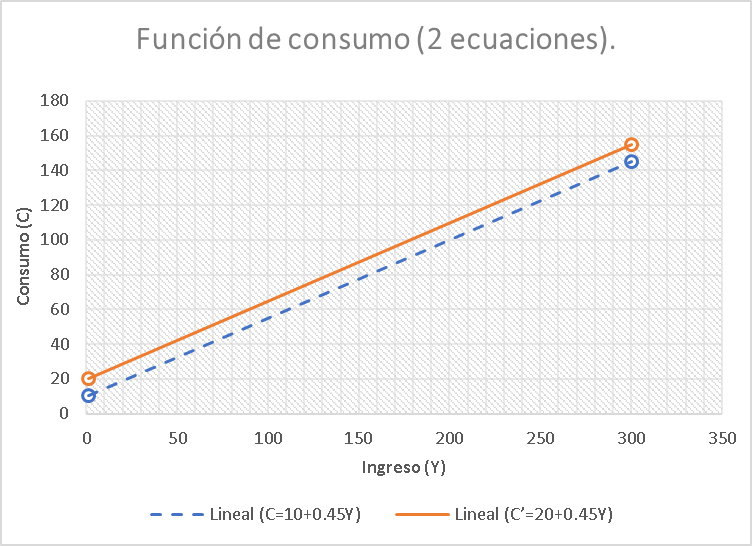 Función de consumo (2 ecuaciones).
180
160
140
120
100
80
60
40
20
0
Consumo (C)
0 50 100 150 200 250 300 350
Ingreso (Y)
Lineal (C=10+0.45Y) Lineal (C’=20+0.45Y)